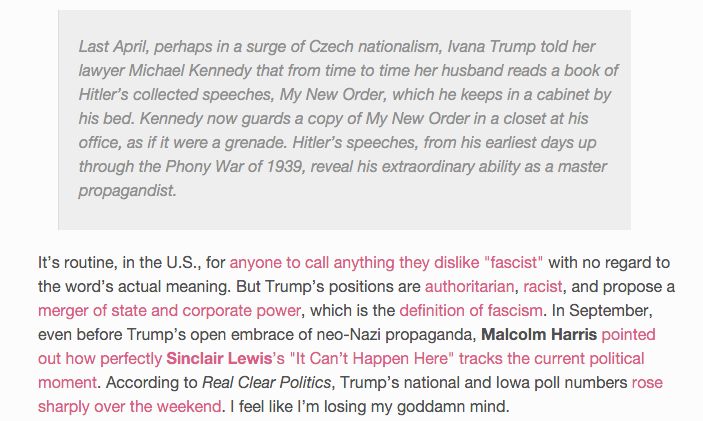 Last April, perhaps in a surge of Czech nationalism, Ivana Trump told her
lawyer Michael Kennedy that from time to time her husband reads a book of
Hitler’s collected speeches, My New Order, which he keeps in a cabinet by
his bed. Kennedy now guards a copy of My New Order in a closet at his
office, as if it were a grenade. Hitler’s speeches, from his earliest days up
through the Phony War of 1939, reveal his extraordinary ability as a master
propagandist.
It’s routine, in the U.S., for anyone to call anything they dislike "fascist" with no regard to
the word’s actual meaning. But Trump’s positions are authoritarian, racist, and propose a
merger of state and corporate power, which is the definition of fascism. In September,
even before Trump’s open embrace of neo-Nazi propaganda, Malcolm Harris pointed
out how perfectly Sinclair Lewis’s "It Can’t Happen Here" tracks the current political
moment. According to Real Clear Politics, Trump’s national and Iowa poll numbers rose
sharply over the weekend. I feel like I’m losing my goddamn mind.